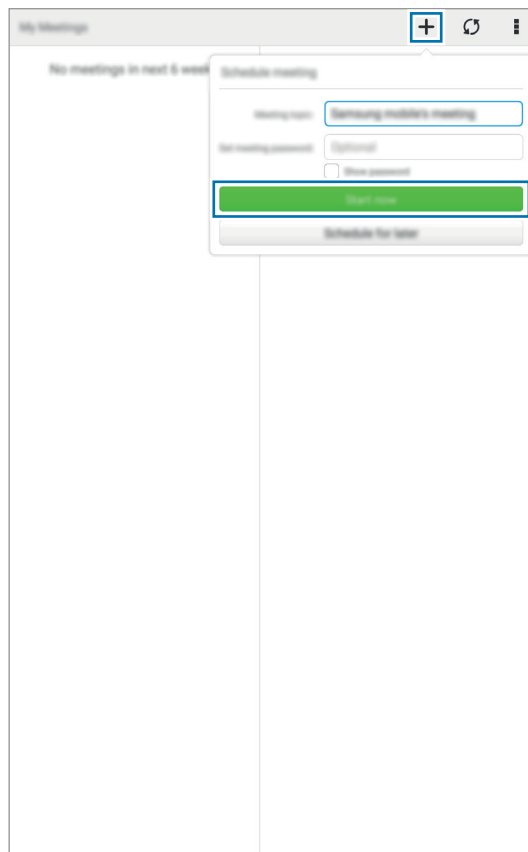 My Meetings
No meetings in next 6 week
Schedule meeting
Meeting topic
Samsung mobile's meeting
Set meeting password
Optional
Show password
Start now
Schedule for later